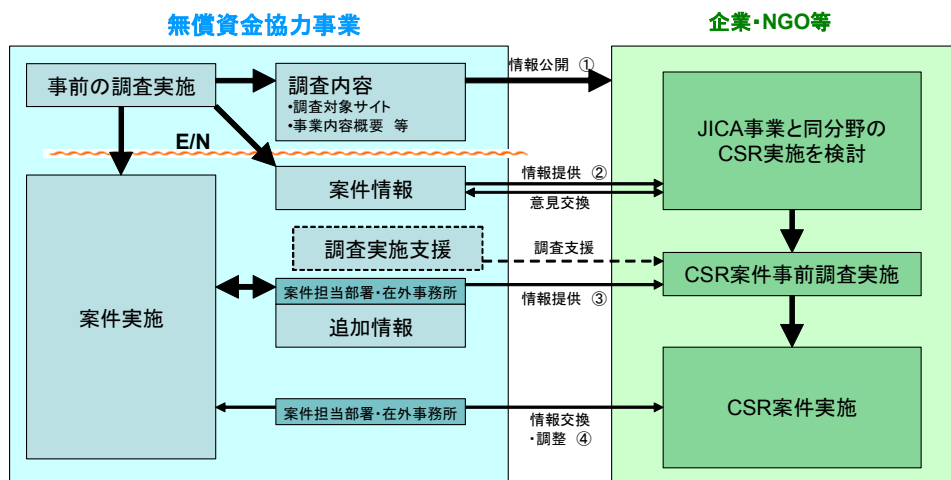 無償資金協力事業
企業・NGO等
事前の調査実施
調査内容
・調査対象サイト
・事業内容概要 等
情報公開 ①
JICA事業と同分野の
CSR実施を検討
E/N
案件情報
情報提供 ②
意見交換
調査実施支援
調査支援
CSR案件事前調査実施
案件実施
案件担当部署・在外事務所
追加情報
情報提供 ③
案件担当部署・在外事務所
情報交換
・調整 ④
CSR案件実施